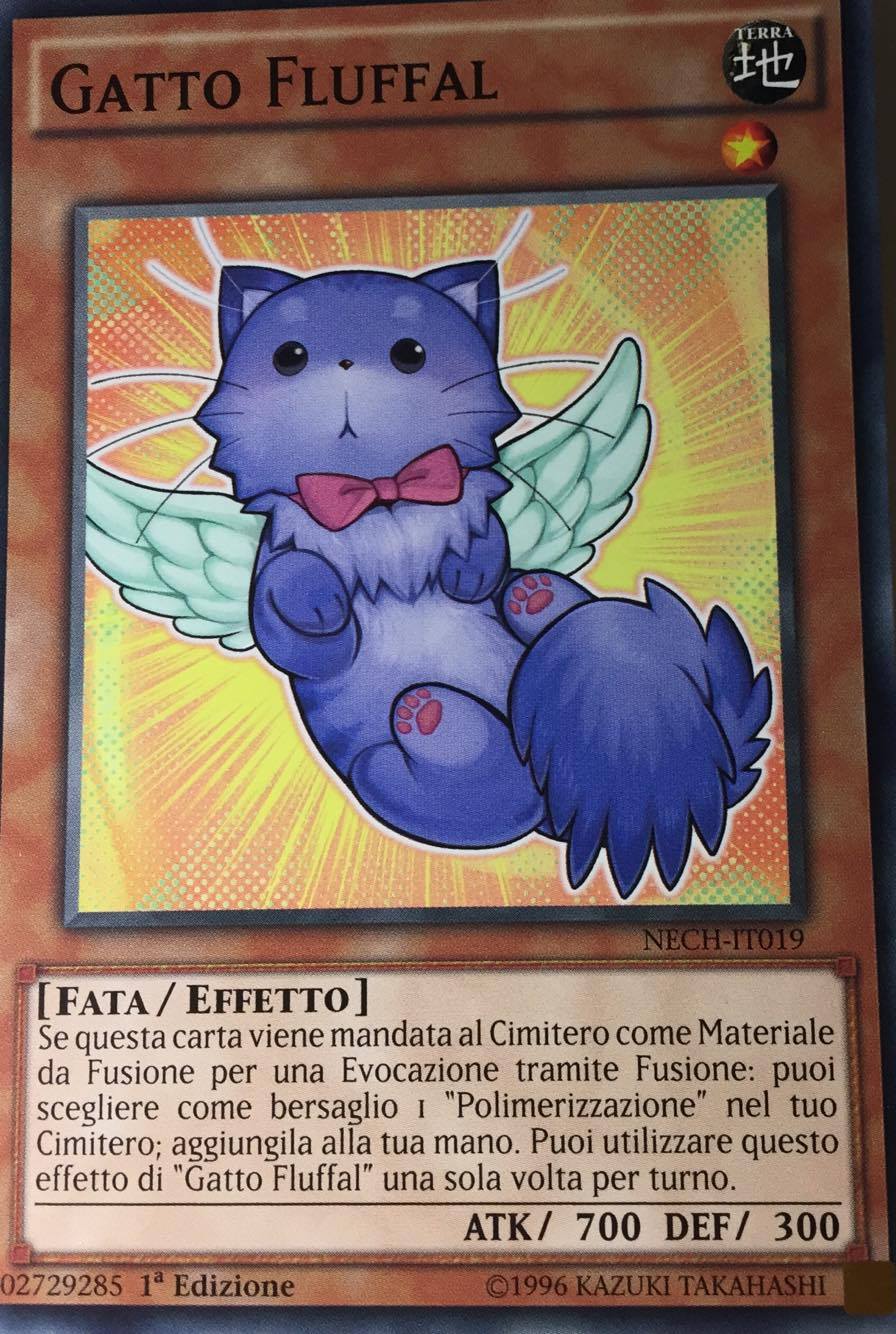 GATTO FLUFFAL
TERRA
地
NECH-IT019
[FATA / EFFETTO]
Se questa carta viene mandata al Cimitero come Materiale
da Fusione per una Evocazione tramite Fusione: puoi
scegliere come bersaglio 1 "Polimerizzazione" nel tuo
Cimitero; aggiungila alla tua mano. Puoi utilizzare questo
effetto di "Gatto Fluffal" una sola volta per turno.
ATK/ 700 DEF/ 300
02729285 1ª Edizione ©1996 KAZUKI TAKAHASHI